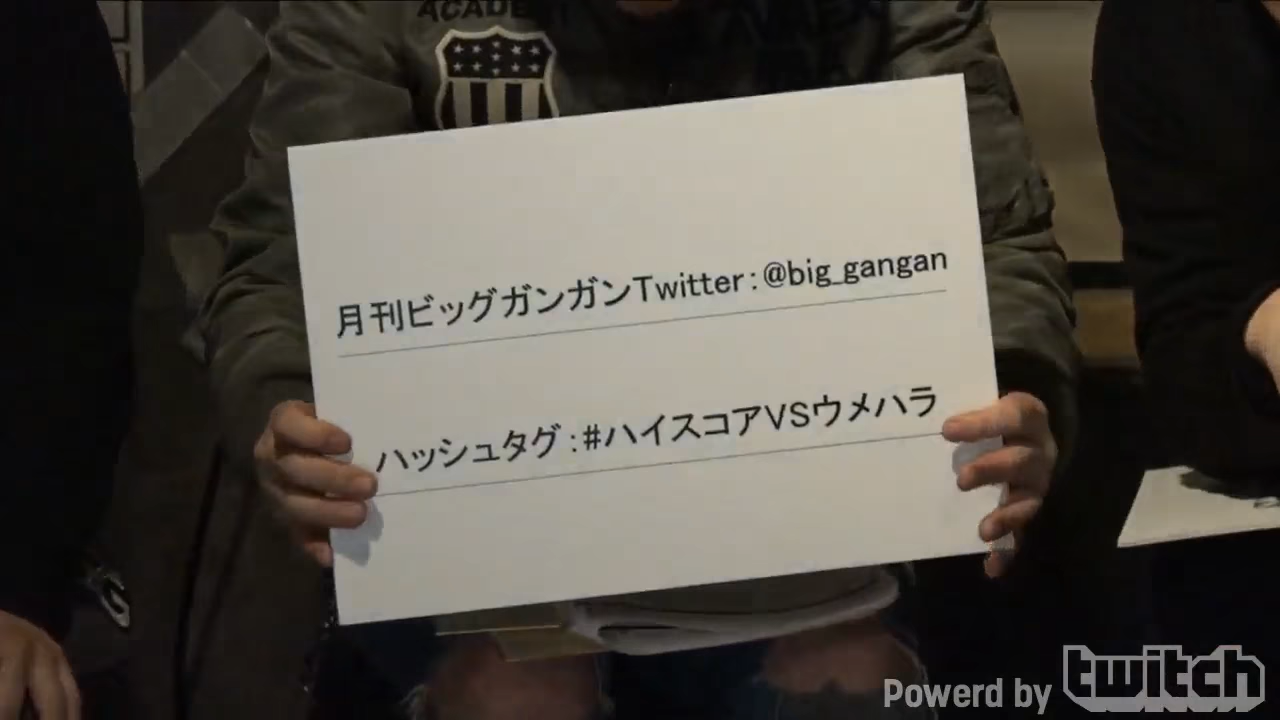 ACADEMY
月刊ビッグガンガンTwitter：@big_gangan
ハッシュタグ：#ハイスコアVSウメハラ
Powerd by twitch